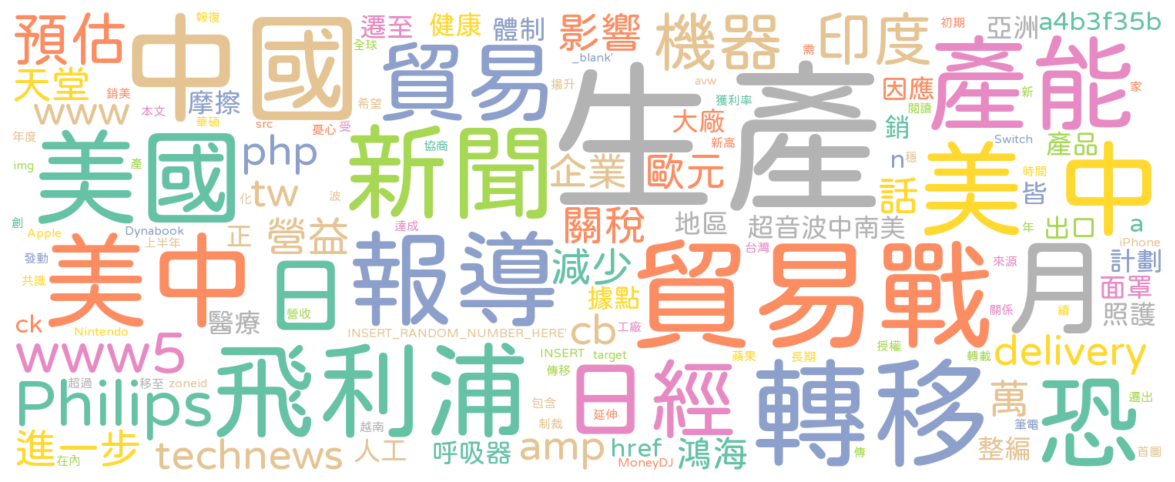 預估
中國
報復
全球
遷至
健康
體制
貿易
影響
_blank'
機器
印度
亞洲
a4b3f35b
天堂
銷美
www
本文
摩擦
華碩
src
憂心
受
希望
揚升
avw
需
獲利率
因應
閱讀
產能
新
家
生產
大廠
新高
銷
Switch
產品
年度
img
美國
產
php
tw
新聞
協商
企業
歐元
n
穩
話
美中
時間
皆
年
創
Apple
Dynabook
上半年
化
波
正
營益
達成
關稅
地區
超音波中南美
出口
a
iPhone
發動
共識
美中
日
營收
報導
減少
據點
台灣
貿易戰
月
來源
關係
計劃
面罩
照護
ck
Nintendo
醫療
INSERT_RANDOM_NUMBER_HERE'
cb
工廠
續
www5
超過
移至
zoneid
飛利浦
INSERT
target
傳移
蘋果
長期
授權
轉載
delivery
Philips
越南
包含
制裁
日經
延伸
轉移
萬
筆電
恐
遷出
進一步
在內
technews
人工
呼吸器
amp
href
MoneyDJ
鴻海
傳
整編
首圖